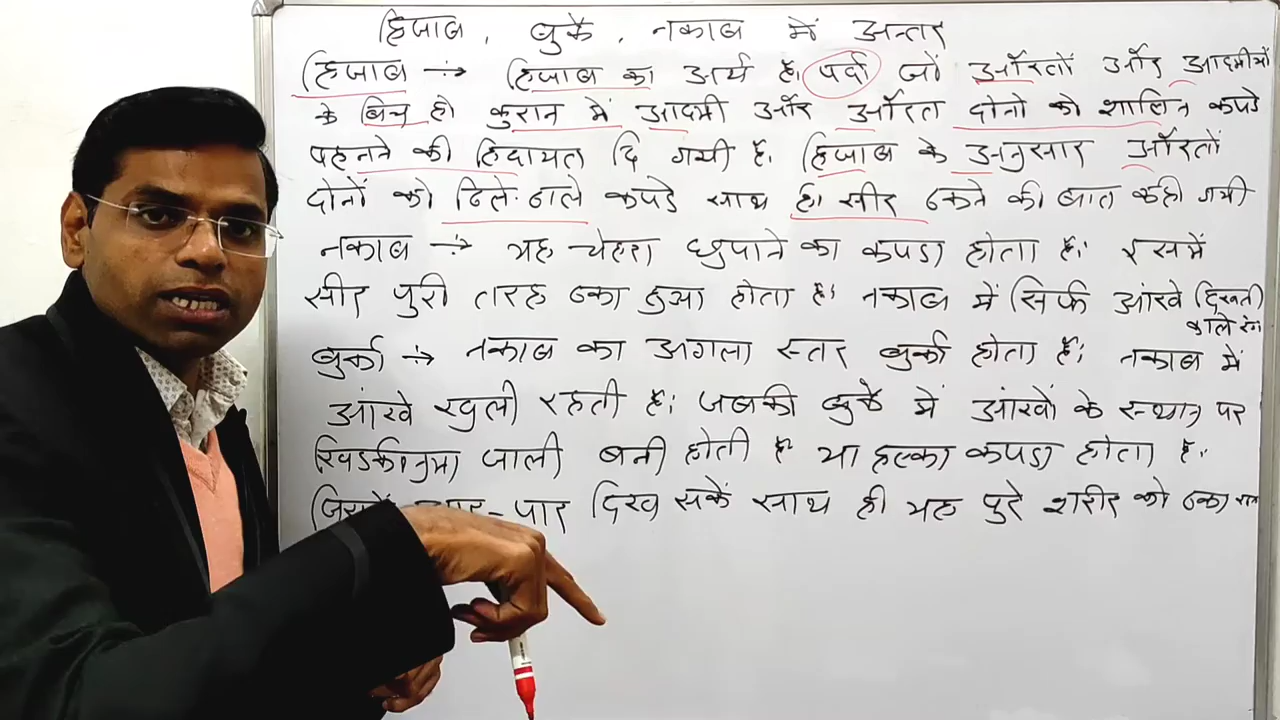 हिजाब, बुर्के, नकाब में अन्तर
हिजाब → हिजाब का अर्थ है। पर्दा जों औरतों और आदमीयों
के बिच हो कुरान में आदमी और औरत दोनो को शालिन कपडे
पहनने की हिदायत दि गयी है। हिजाब के अनुसार औरतों
दोनों को ढिले-ढाले कपडे साथ ही सीर ढकने की बात कही गयी
नकाब → यह चेहरा छुपाने का कपडा होता है। इसमें
सीर पुरी तरह ढका हुआ होता है। नकाब में सिर्फ आंखे दिखती
काले रंग
बुर्का → नकाब का अगला स्तर बुर्का होता है। नकाब में
आंखे खुली रहती है। जबकी बुर्के में आंखों के स्थान पर
खिडकीनुमा जाली बनी होती है या हल्का कपडा होता है।
पार दिख सकें साथ ही यह पुरे शरीर को ढका